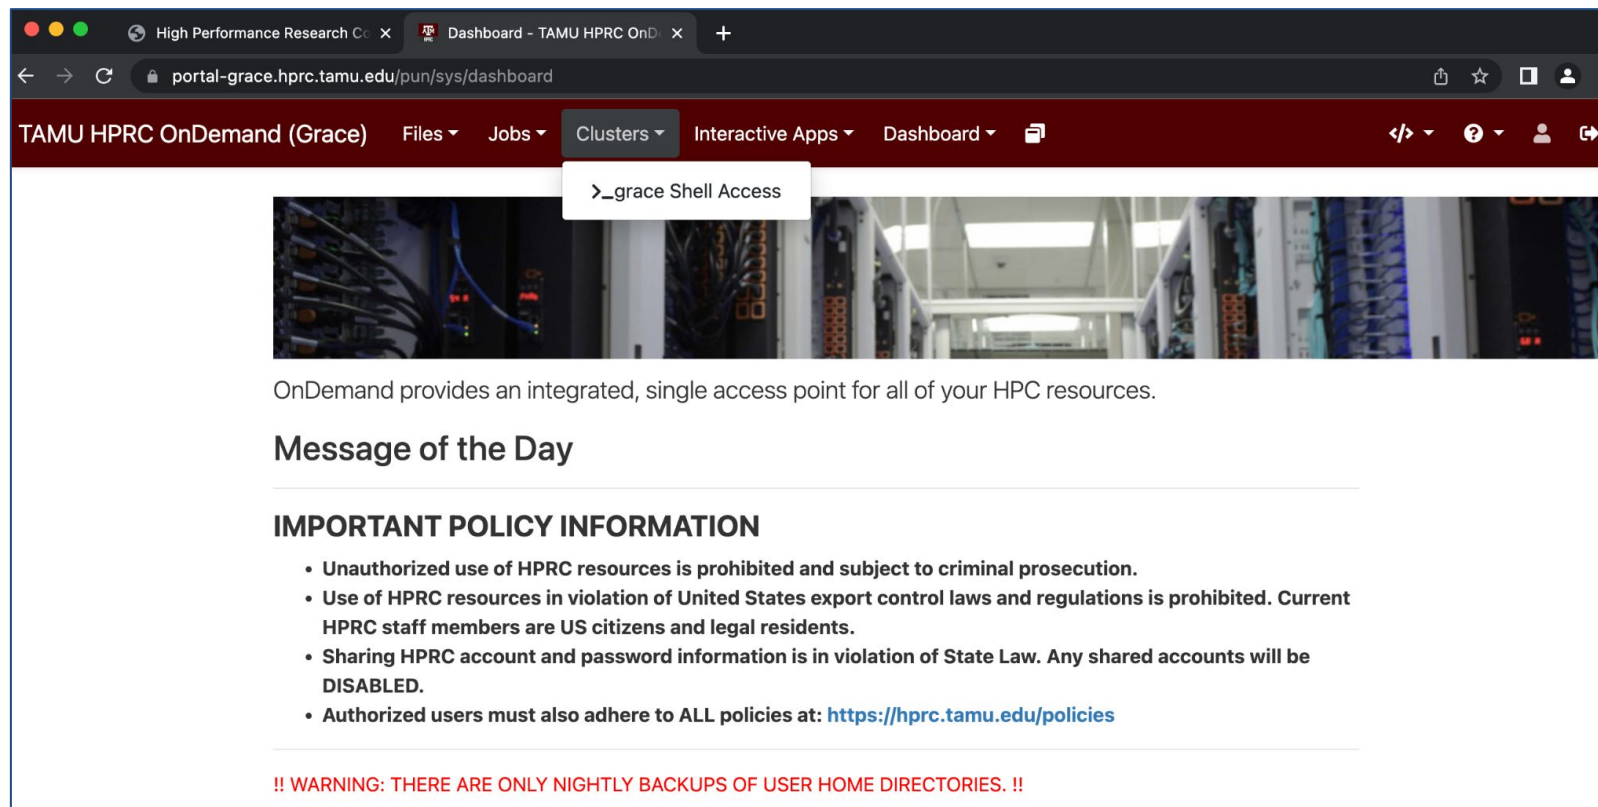 High Performance Research Co
Dashboard - TAMU HPRC OnD
portal-grace.hprc.tamu.edu/pun/sys/dashboard
TAMU HPRC OnDemand (Grace) Files Jobs Clusters Interactive Apps Dashboard
>_grace Shell Access
OnDemand provides an integrated, single access point for all of your HPC resources.
Message of the Day
IMPORTANT POLICY INFORMATION
• Unauthorized use of HPRC resources is prohibited and subject to criminal prosecution.
• Use of HPRC resources in violation of United States export control laws and regulations is prohibited. Current
HPRC staff members are US citizens and legal residents.
• Sharing HPRC account and password information is in violation of State Law. Any shared accounts will be
DISABLED.
• Authorized users must also adhere to ALL policies at: https://hprc.tamu.edu/policies
!! WARNING: THERE ARE ONLY NIGHTLY BACKUPS OF USER HOME DIRECTORIES. !!